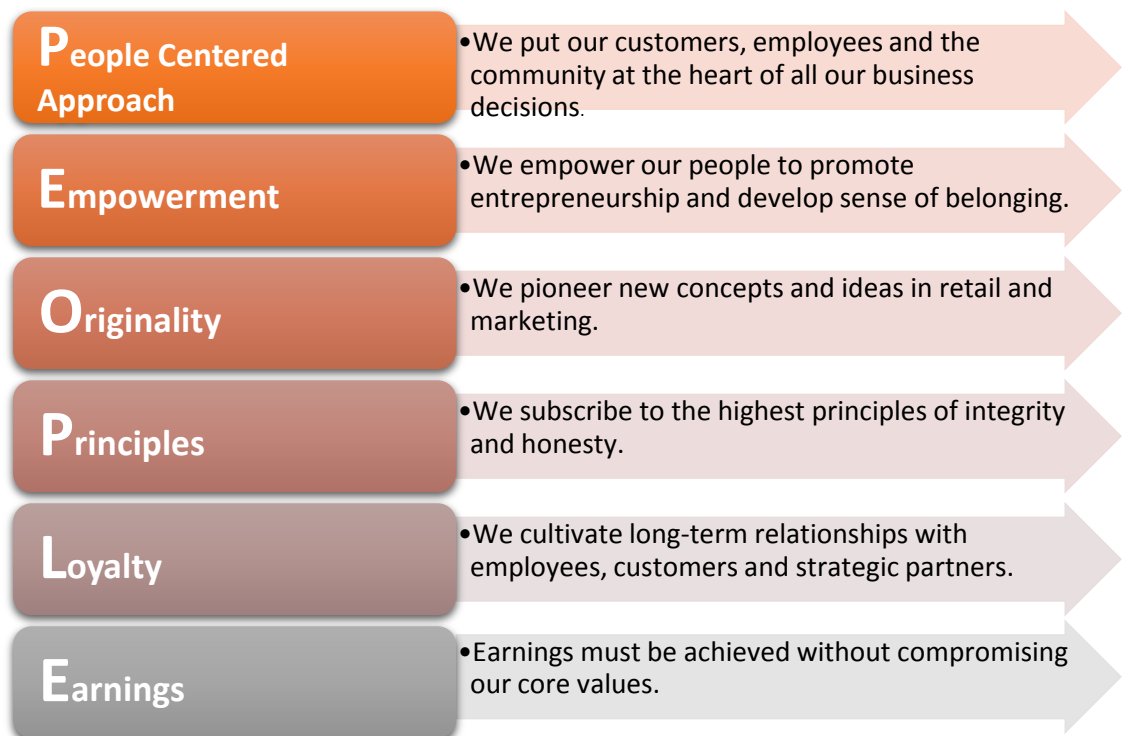 People Centered
Approach
•We put our customers, employees and the
community at the heart of all our business
decisions.
Empowerment
•We empower our people to promote
entrepreneurship and develop sense of belonging.
Originality
•We pioneer new concepts and ideas in retail and
marketing.
Principles
•We subscribe to the highest principles of integrity
and honesty.
Loyalty
•We cultivate long-term relationships with
employees, customers and strategic partners.
Earnings
•Earnings must be achieved without compromising
our core values.